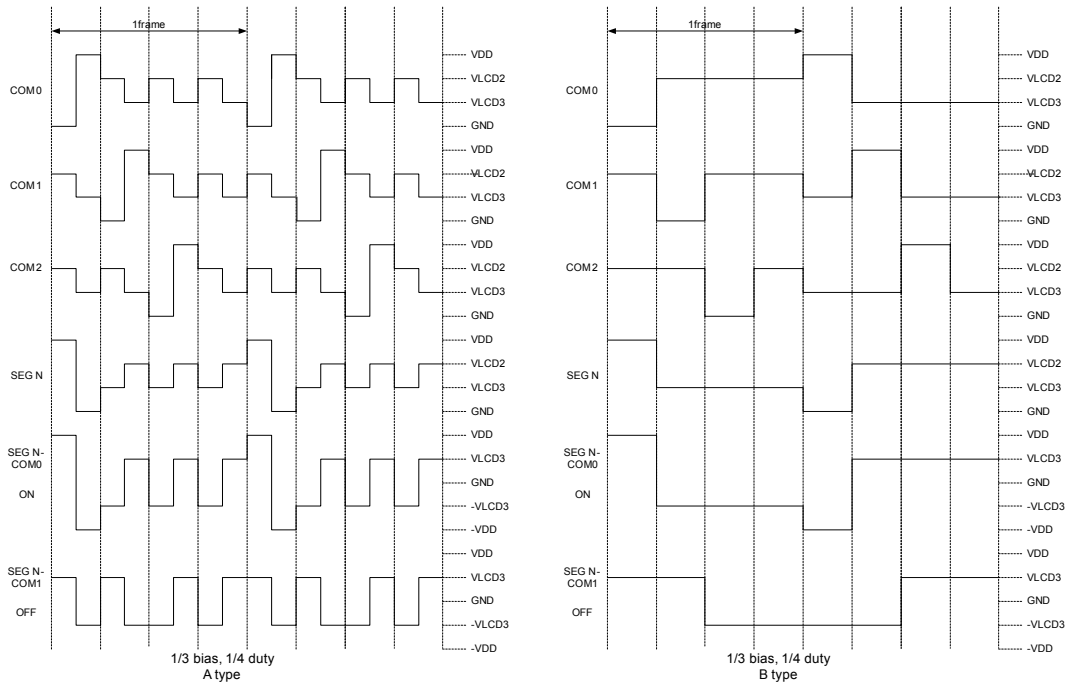 1frame
COM0
VDD
VLCD2
VLCD3
GND
COM1
VDD
VLCD2
VLCD3
GND
COM2
VDD
VLCD2
VLCD3
GND
SEG N
VDD
VLCD2
VLCD3
GND
SEG N-
COM0
ON
VDD
VLCD3
GND
-VLCD3
-VDD
SEG N-
COM1
OFF
VDD
VLCD3
GND
-VLCD3
-VDD
1/3 bias, 1/4 duty
A type
1frame
COM0
VDD
VLCD2
VLCD3
GND
COM1
VDD
VLCD2
VLCD3
GND
COM2
VDD
VLCD2
VLCD3
GND
SEG N
VDD
VLCD2
VLCD3
GND
SEG N-
COM0
ON
VDD
VLCD3
GND
-VLCD3
-VDD
SEG N-
COM1
OFF
VDD
VLCD3
GND
-VLCD3
-VDD
1/3 bias, 1/4 duty
B type